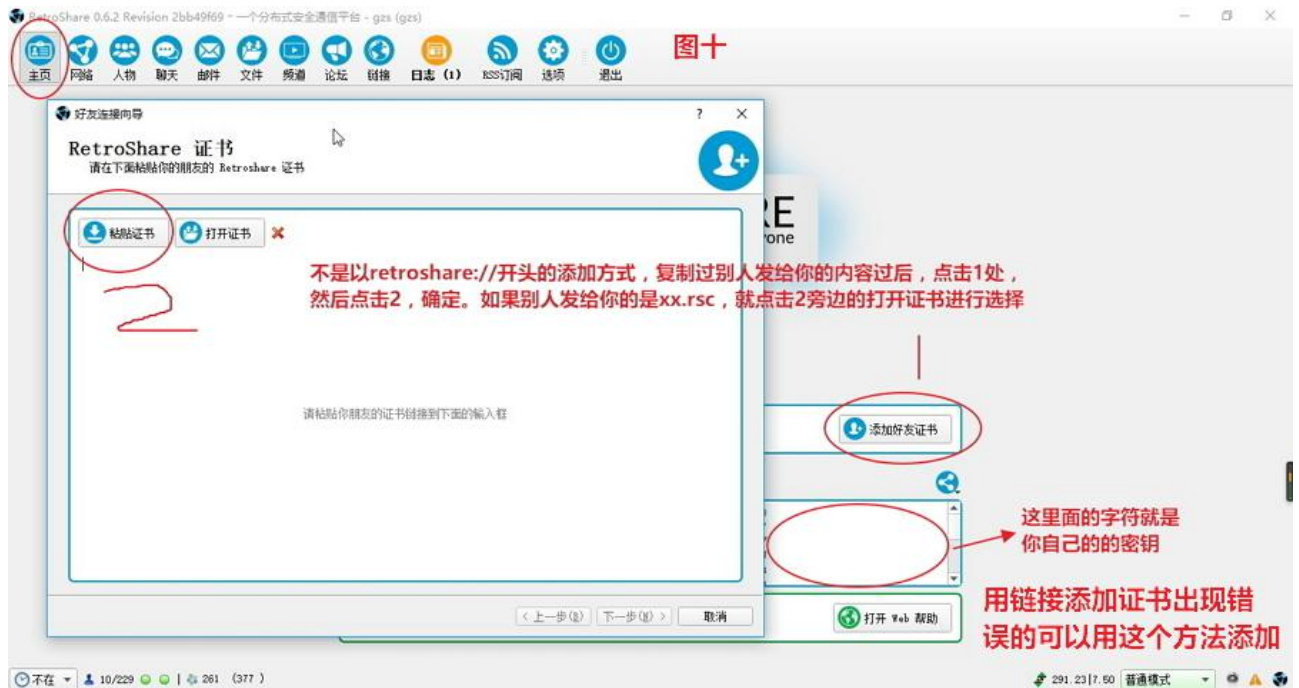 RetroShare 0.6.2 Revision 2bb49f69 - 一个分布式安全通信平台 - gzs (gzs)
主页 网络 人物 聊天 邮件 文件 频道 论坛 链接 日志 (1) RSS订阅 选项 退出
图十
好友连接向导
?
RetroShare 证书
请在下面粘贴你的朋友的 Retroshare 证书
粘贴证书 打开证书
RE
yone
不是以retroshare://开头的添加方式，复制过别人发给你的内容过后，点击1处，
然后点击2，确定。如果别人发给你的是xx.rsc，就点击2旁边的打开证书进行选择
2
1
请粘贴你朋友的证书链接到下面的输入框
添加好友证书
这里面的字符就是
你自己的的密钥
用链接添加证书出现错
误的可以用这个方法添加
< 上一步(B) 下一步(N) > 取消
打开 Web 帮助
不在 10/229 | 261 (377 ) 291.23|7.50 普通模式